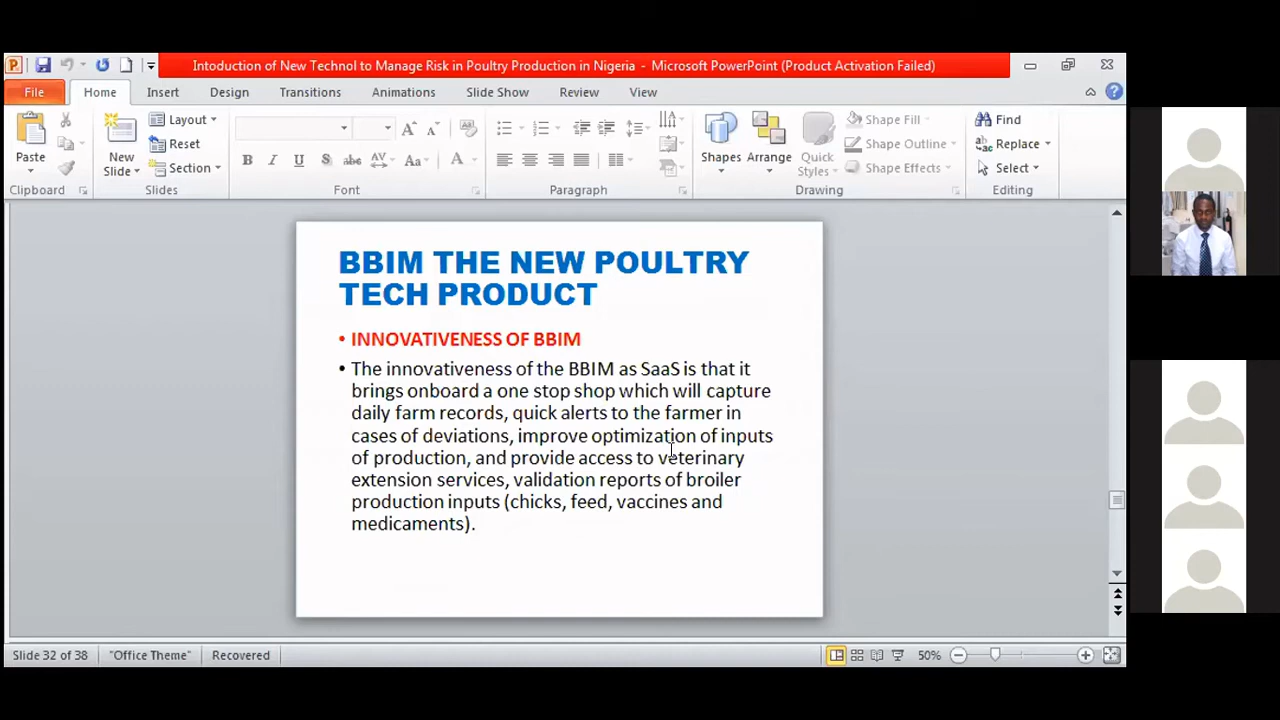 Intoduction of New Technol to Manage Risk in Poultry Production in Nigeria - Microsoft PowerPoint (Product Activation Failed)
File Home Insert Design Transitions Animations Slide Show Review View
Paste
New Slide
Layout
Reset
Section
B I U S abc AV Aa A
Shapes Arrange Quick Styles
Shape Fill
Shape Outline
Shape Effects
Find
Replace
Select
Clipboard Slides Font Paragraph Drawing Editing
BBIM THE NEW POULTRY
TECH PRODUCT
• INNOVATIVENESS OF BBIM
• The innovativeness of the BBIM as SaaS is that it
brings onboard a one stop shop which will capture
daily farm records, quick alerts to the farmer in
cases of deviations, improve optimization of inputs
of production, and provide access to veterinary
extension services, validation reports of broiler
production inputs (chicks, feed, vaccines and
medicaments).
Slide 32 of 38 "Office Theme" Recovered 50%